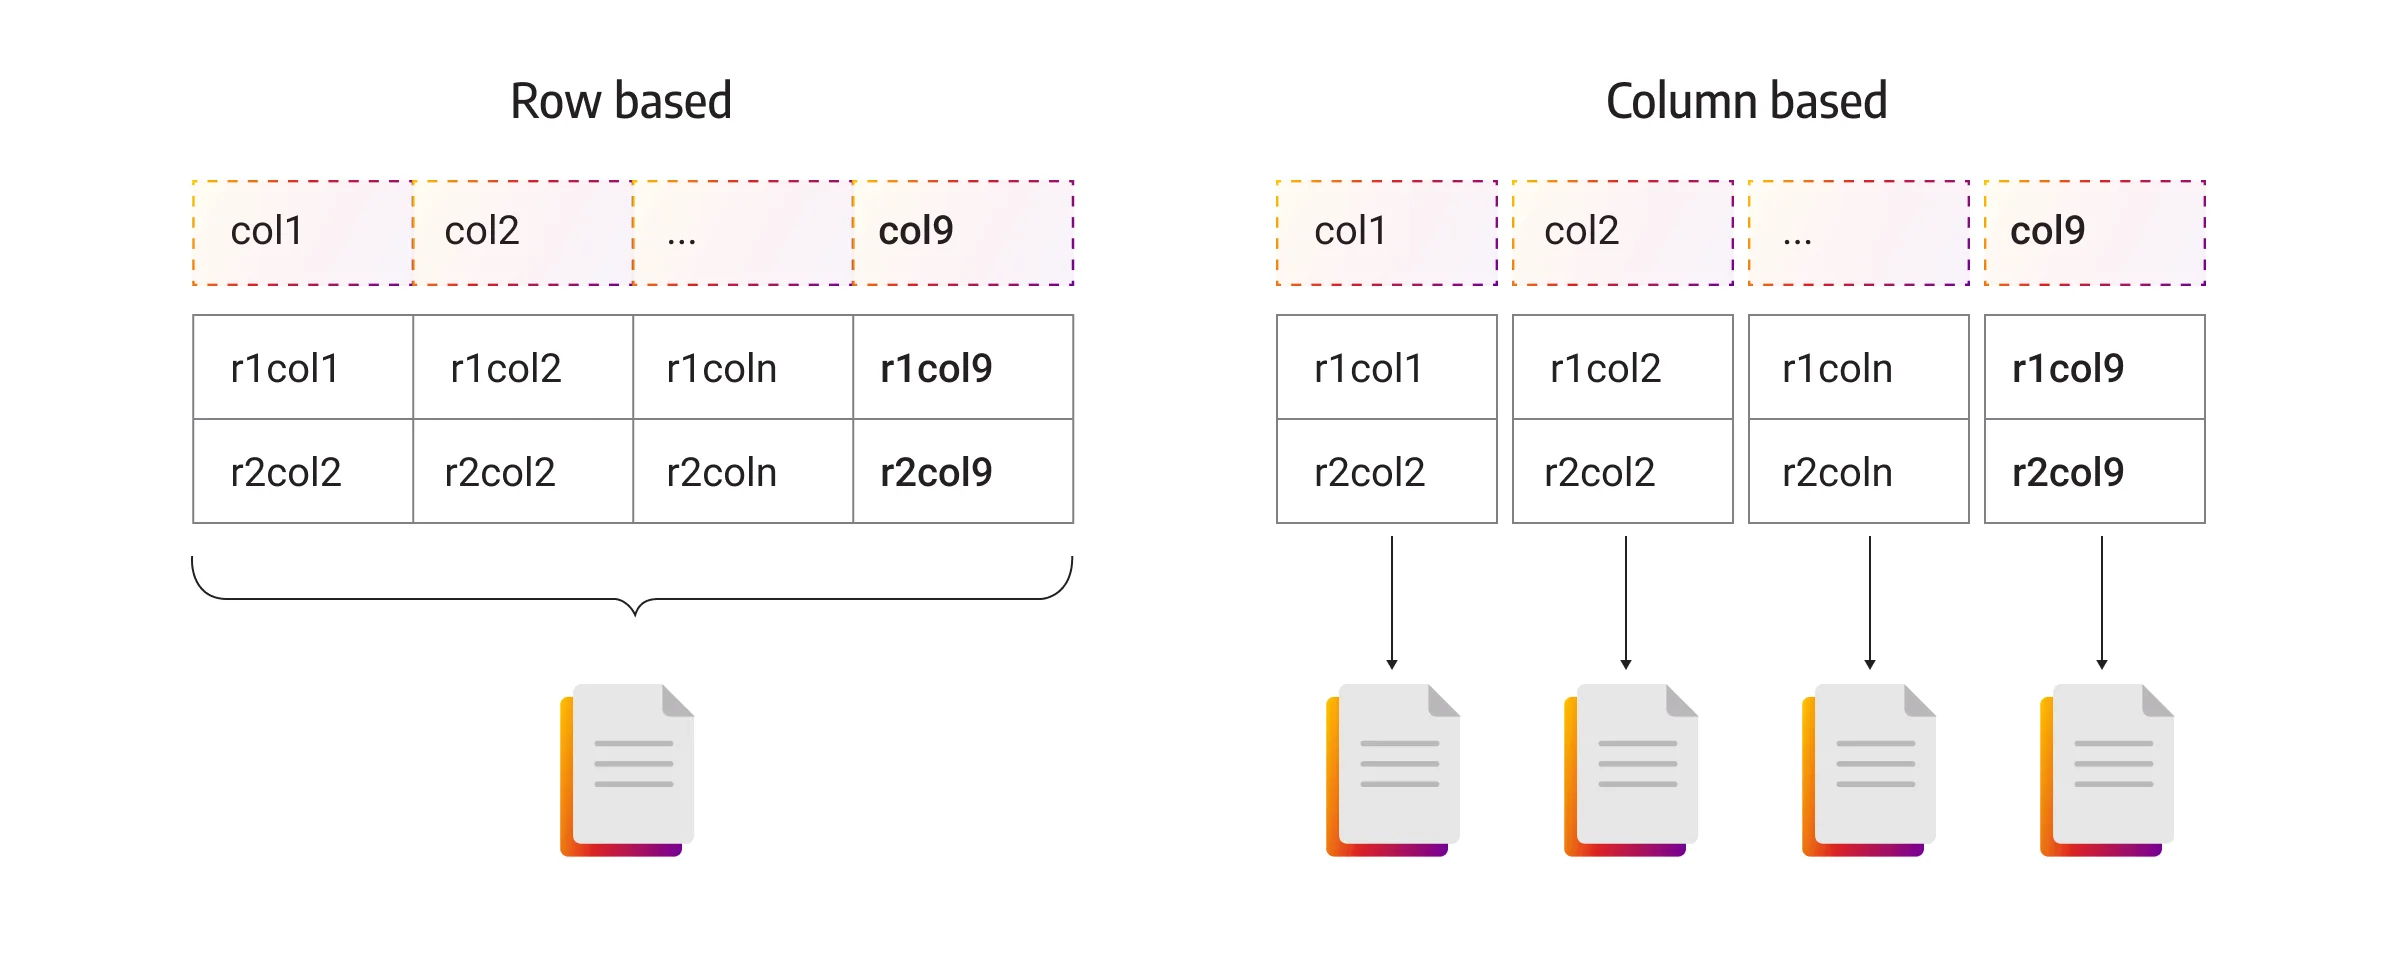 Row based
col1 col2 ... col9
r1col1 r1col2 r1coln r1col9
r2col2 r2col2 r2coln r2col9
Column based
col1 col2 ... col9
r1col1 r1col2 r1coln r1col9
r2col2 r2col2 r2coln r2col9